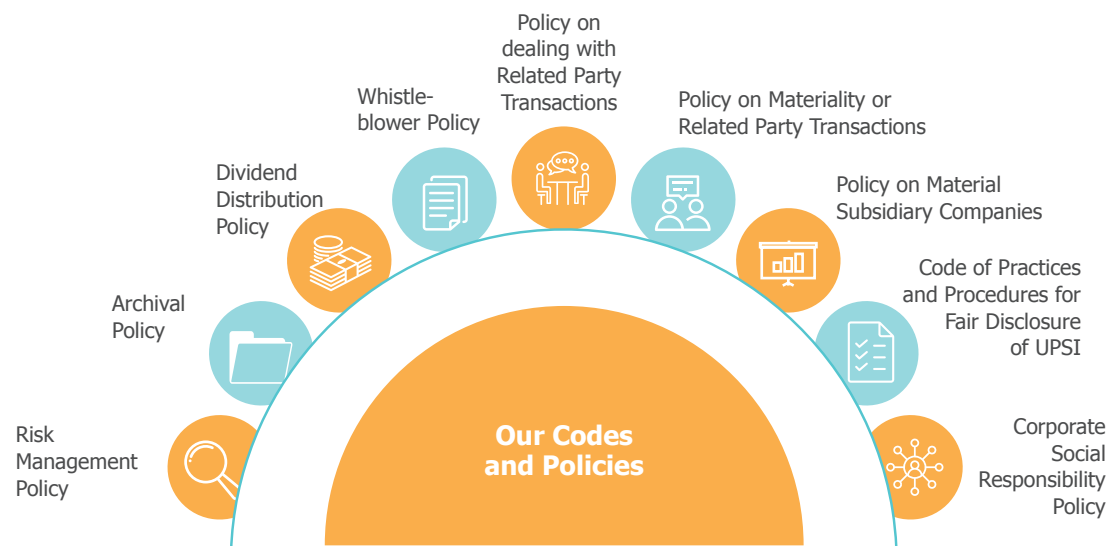 Policy on
dealing with
Related Party
Transactions
Whistle-
blower Policy
Policy on Materiality or
Related Party Transactions
Dividend
Distribution
Policy
Policy on Material
Subsidiary Companies
Archival
Policy
Code of Practices
and Procedures for
Fair Disclosure
of UPSI
Risk
Management
Policy
Our Codes
and Policies
Corporate
Social
Responsibility
Policy